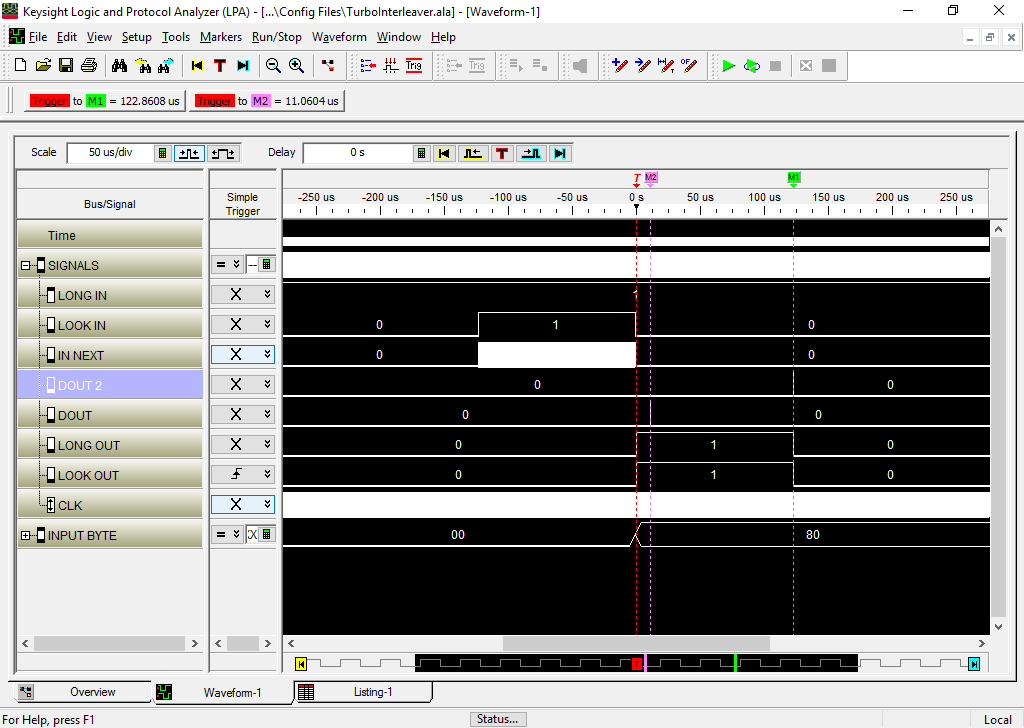 Keysight Logic and Protocol Analyzer (LPA) - [...\Config Files\TurboInterleaver.ala] - [Waveform-1]
File Edit View Setup Tools Markers Run/Stop Waveform Window Help
T Trig Trig
Trigger to M1 = 122.8608 us Trigger to M2 = 11.0604 us
Scale 50 us/div Delay 0 s T
T M2 M1
Bus/Signal Simple Trigger -250 us -200 us -150 us -100 us -50 us 0 s 50 us 100 us 150 us 200 us 250 us
Time
SIGNALS =
LONG IN X 1
LOOK IN X 0 1 0
IN NEXT X 0 0
DOUT 2 X 0 0
DOUT X 0 0
LONG OUT X 0 1 0
LOOK OUT 0 1 0
CLK X
INPUT BYTE = XX 00 80
T
Overview Waveform-1 Listing-1
For Help, press F1 Status... Local